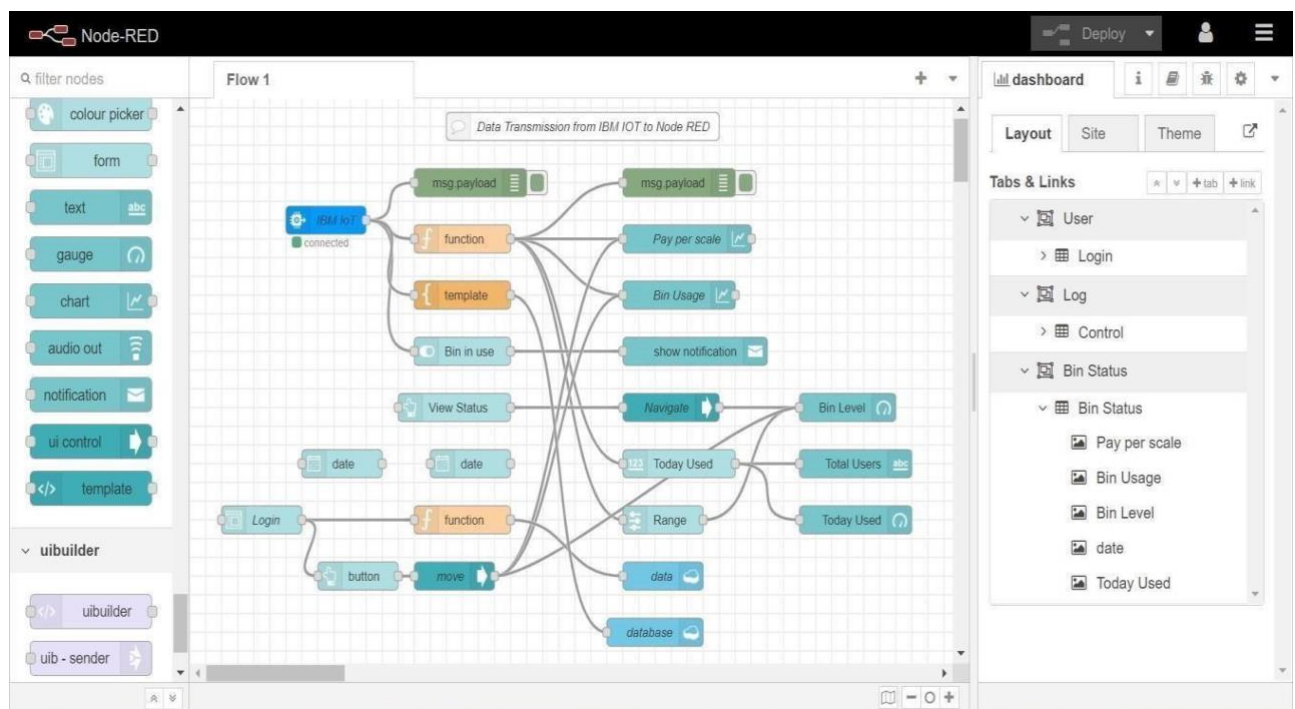 Node-RED
Deploy
filter nodes
Flow 1
dashboard
i
colour picker
form
text
abc
gauge
chart
audio out
notification
ui control
</> template
uibuilder
</> uibuilder
uib - sender
Data Transmission from IBM IOT to Node RED
msg.payload
msg.payload
IBM IoT
connected
f function
Pay per scale
{ template
Bin Usage
Bin in use
show notification
View Status
Navigate
Bin Level
date
date
123 Today Used
Total Users abc
Login
f function
Range
Today Used
button
move
data
database
Layout
Site
Theme
Tabs & Links
+ tab
+ link
User
Login
Log
Control
Bin Status
Bin Status
Pay per scale
Bin Usage
Bin Level
date
Today Used